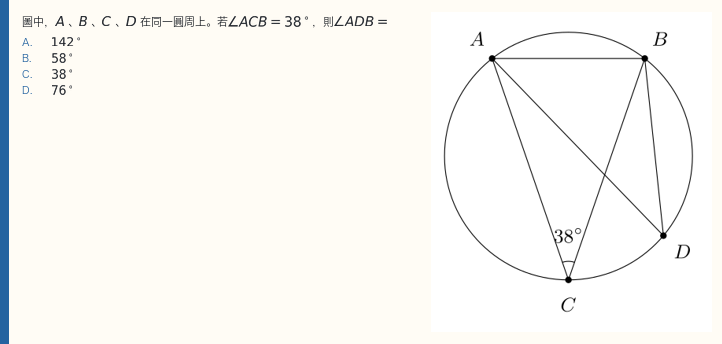 圖中，A、B、C、D 在同一圓周上。若∠ACB = 38°，則∠ADB =
A. 142°
B. 58°
C. 38°
D. 76°
A
B
38°
D
C